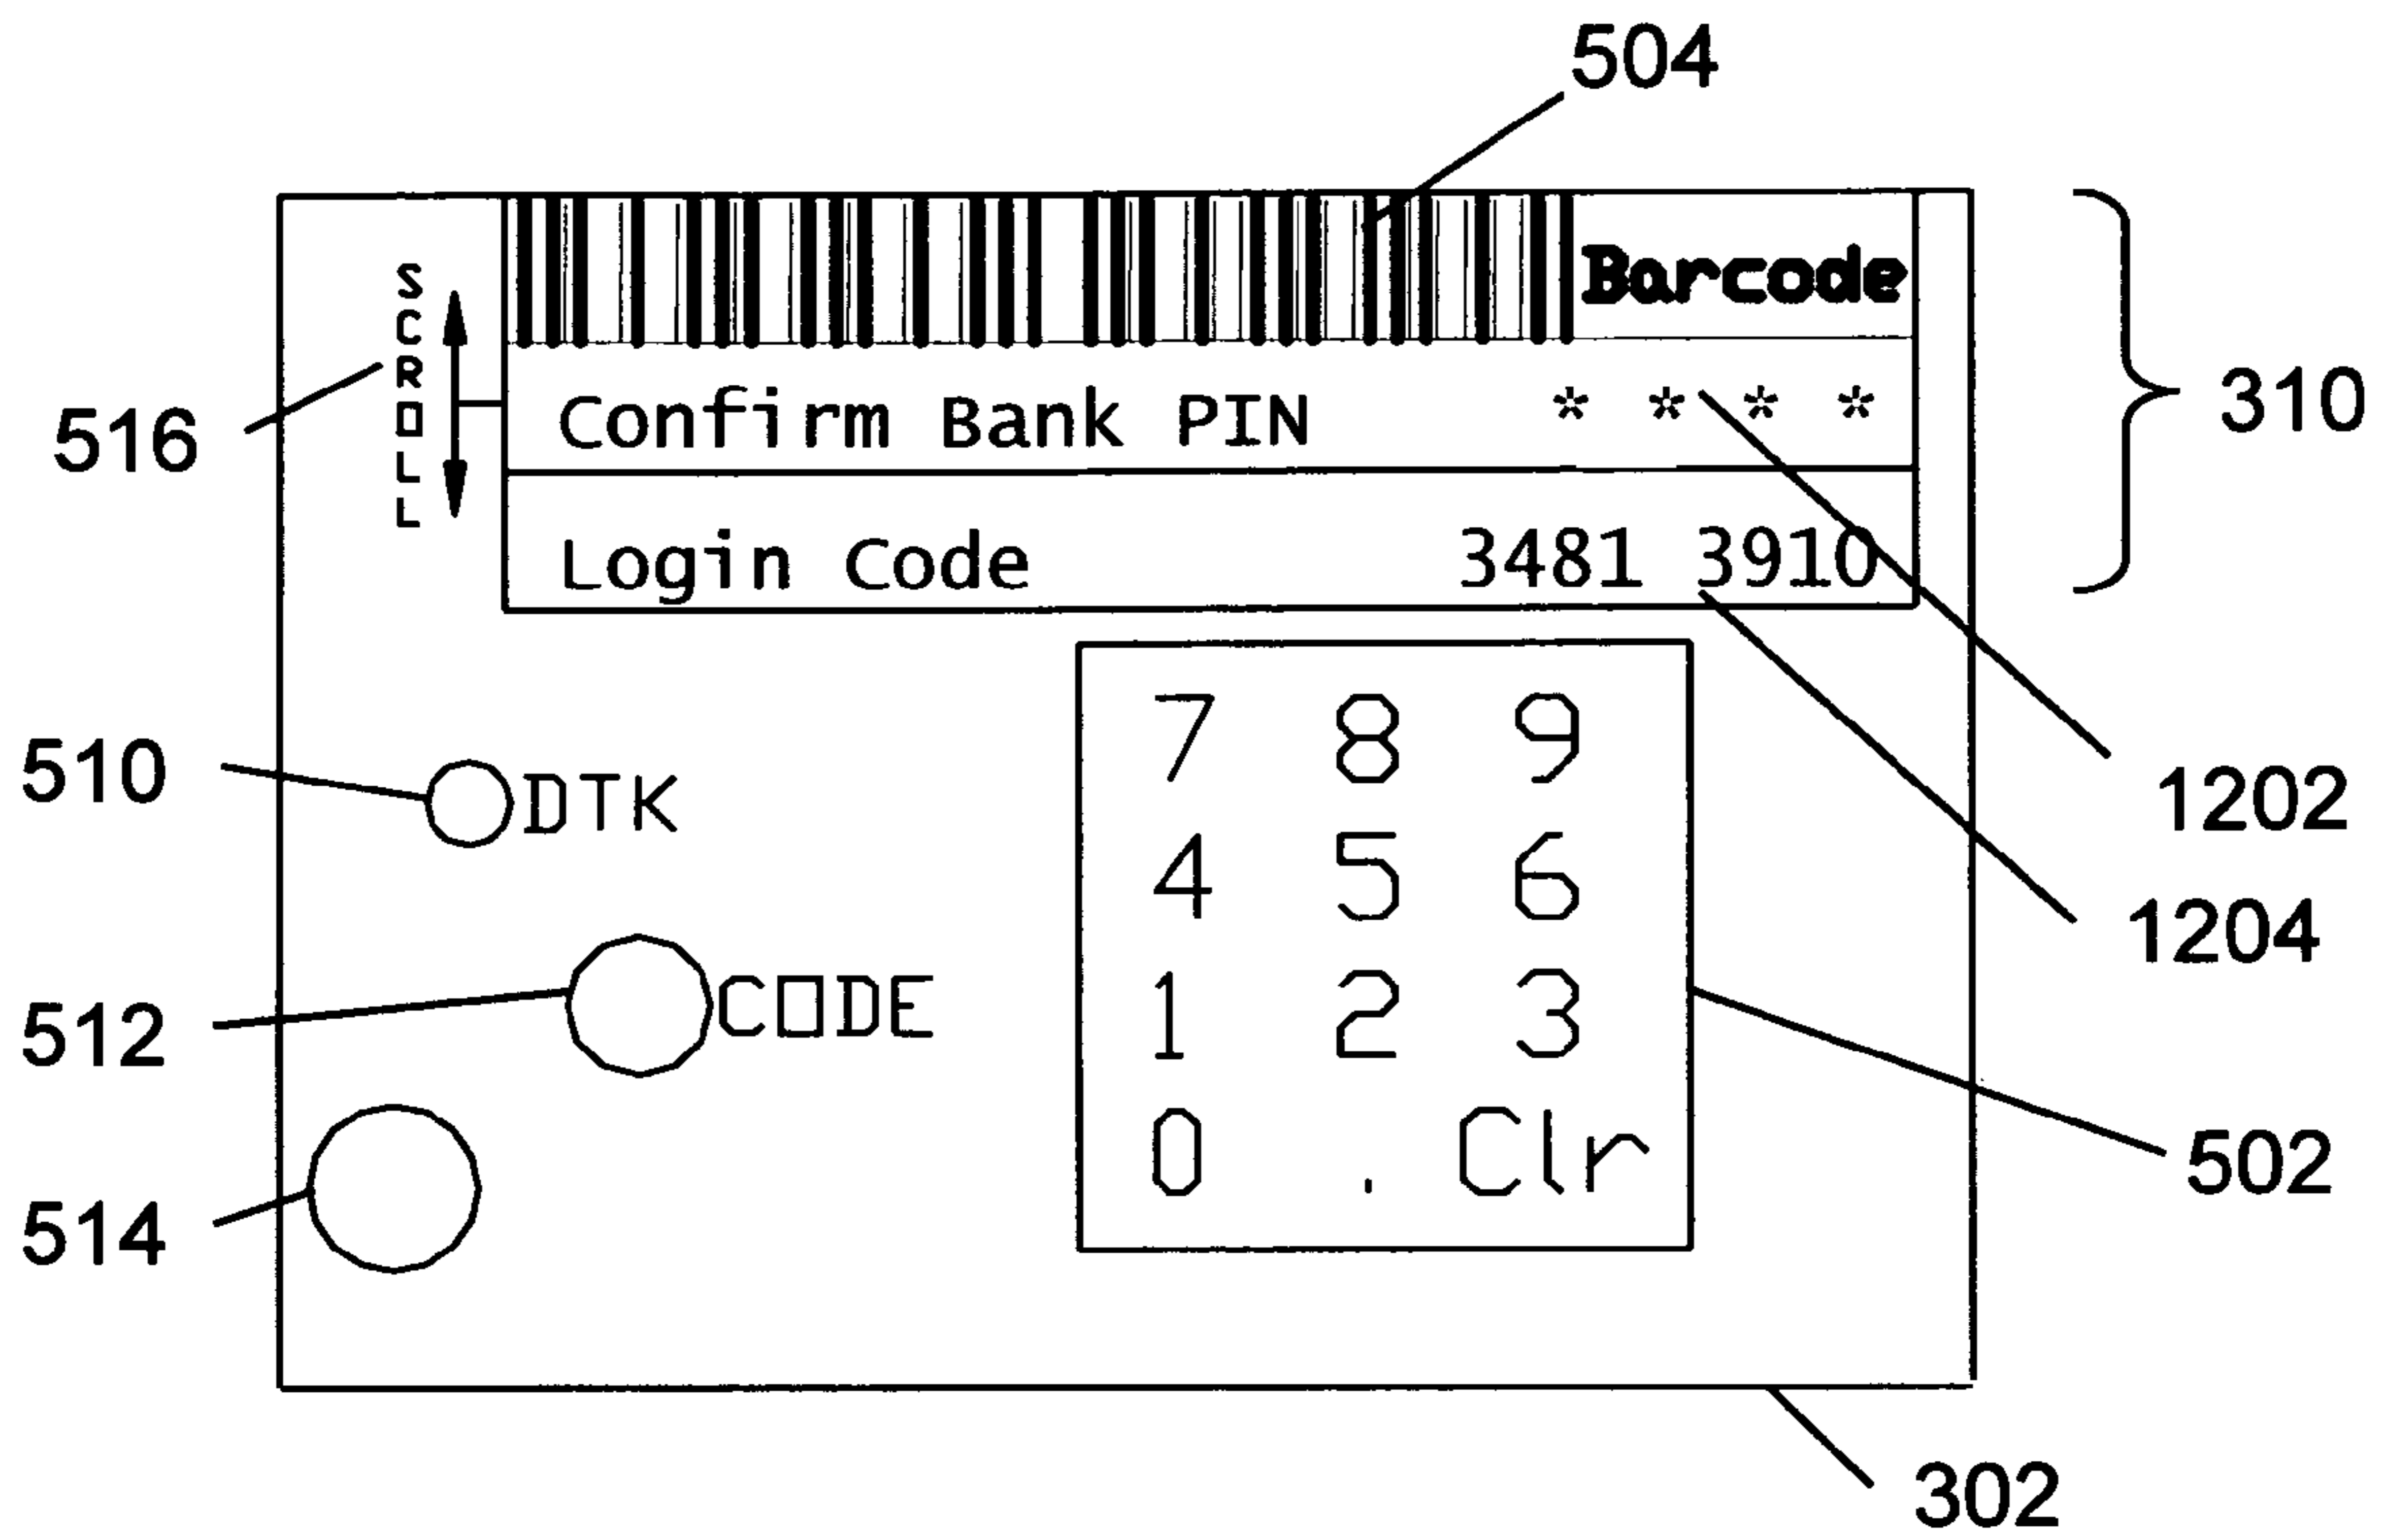 504
Barcode
SCROLL
516
Confirm Bank PIN * * * *
310
Login Code 3481 3910
7 8 9
510
DTK
1202
4 5 6
1204
512
CODE
1 2 3
0 . Clr
502
514
302